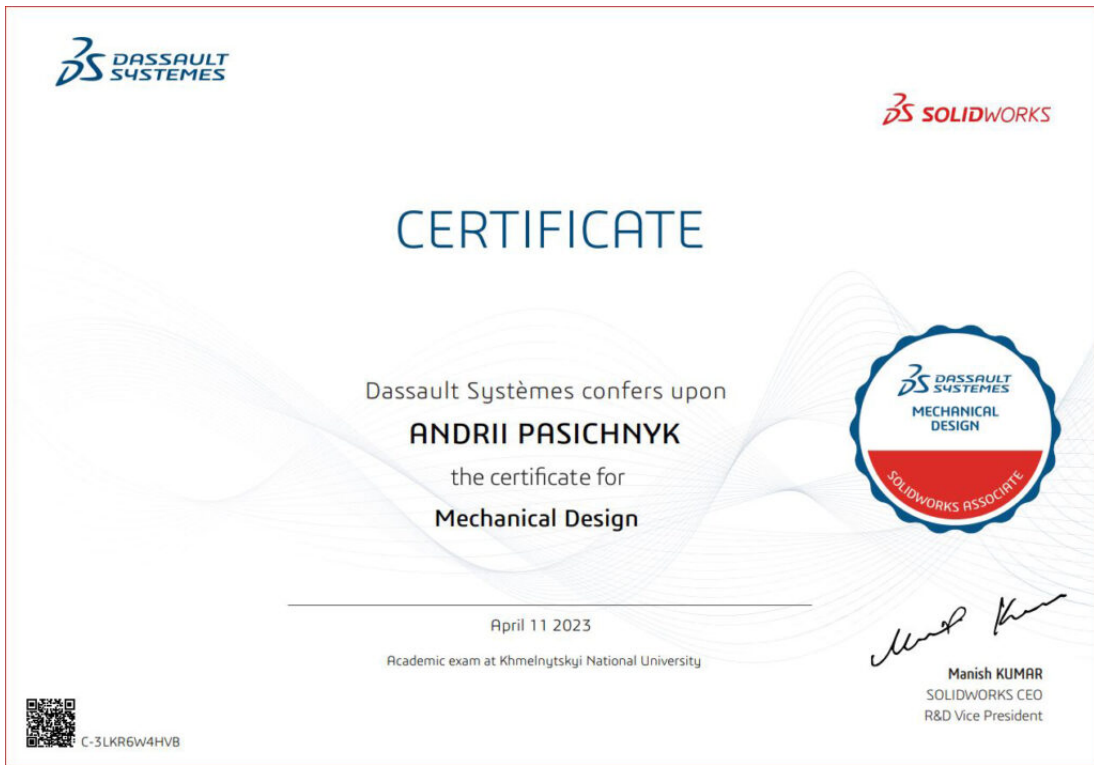 DASSAULT
SYSTEMES
SOLIDWORKS
CERTIFICATE
Dassault Systèmes confers upon
ANDRII PASICHNYK
the certificate for
Mechanical Design
DASSAULT
SYSTEMES
MECHANICAL
DESIGN
SOLIDWORKS ASSOCIATE
April 11 2023
Academic exam at Khmelnytskyi National University
Manish KUMAR
SOLIDWORKS CEO
R&D Vice President
C-3LKR6W4HVB